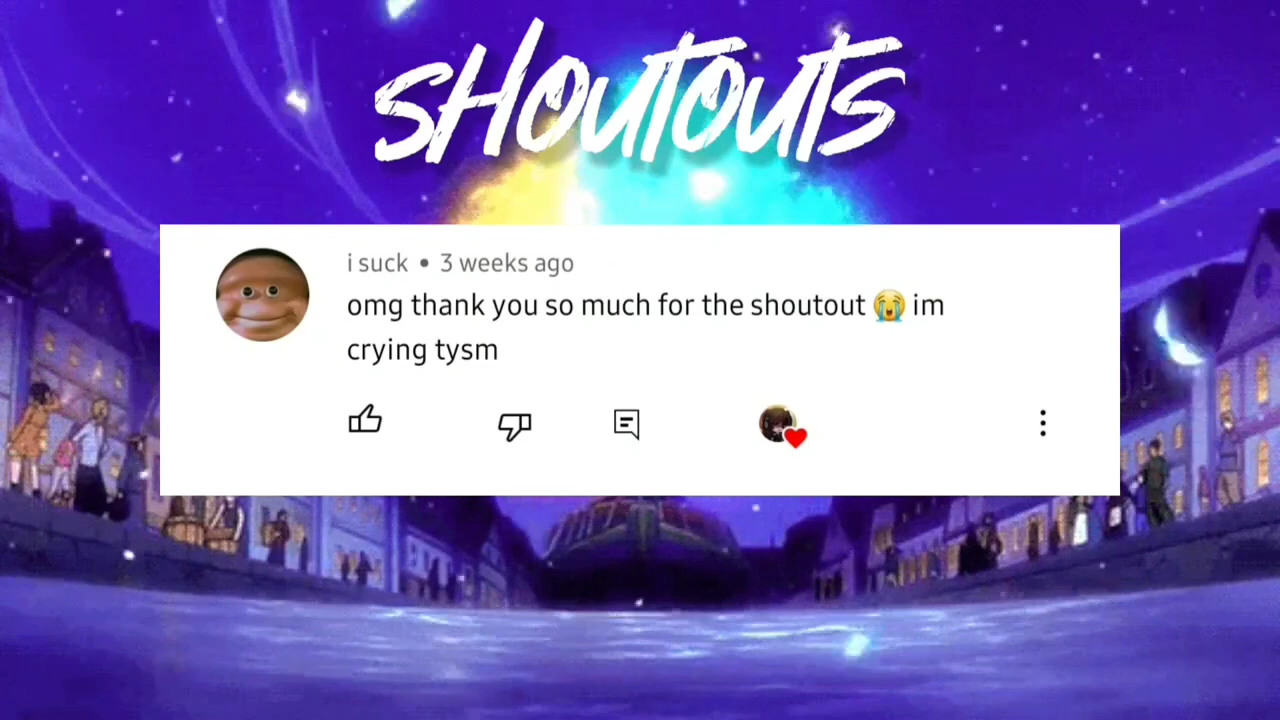 SHOUTOUTS
i suck • 3 weeks ago
omg thank you so much for the shoutout 😭 im
crying tysm